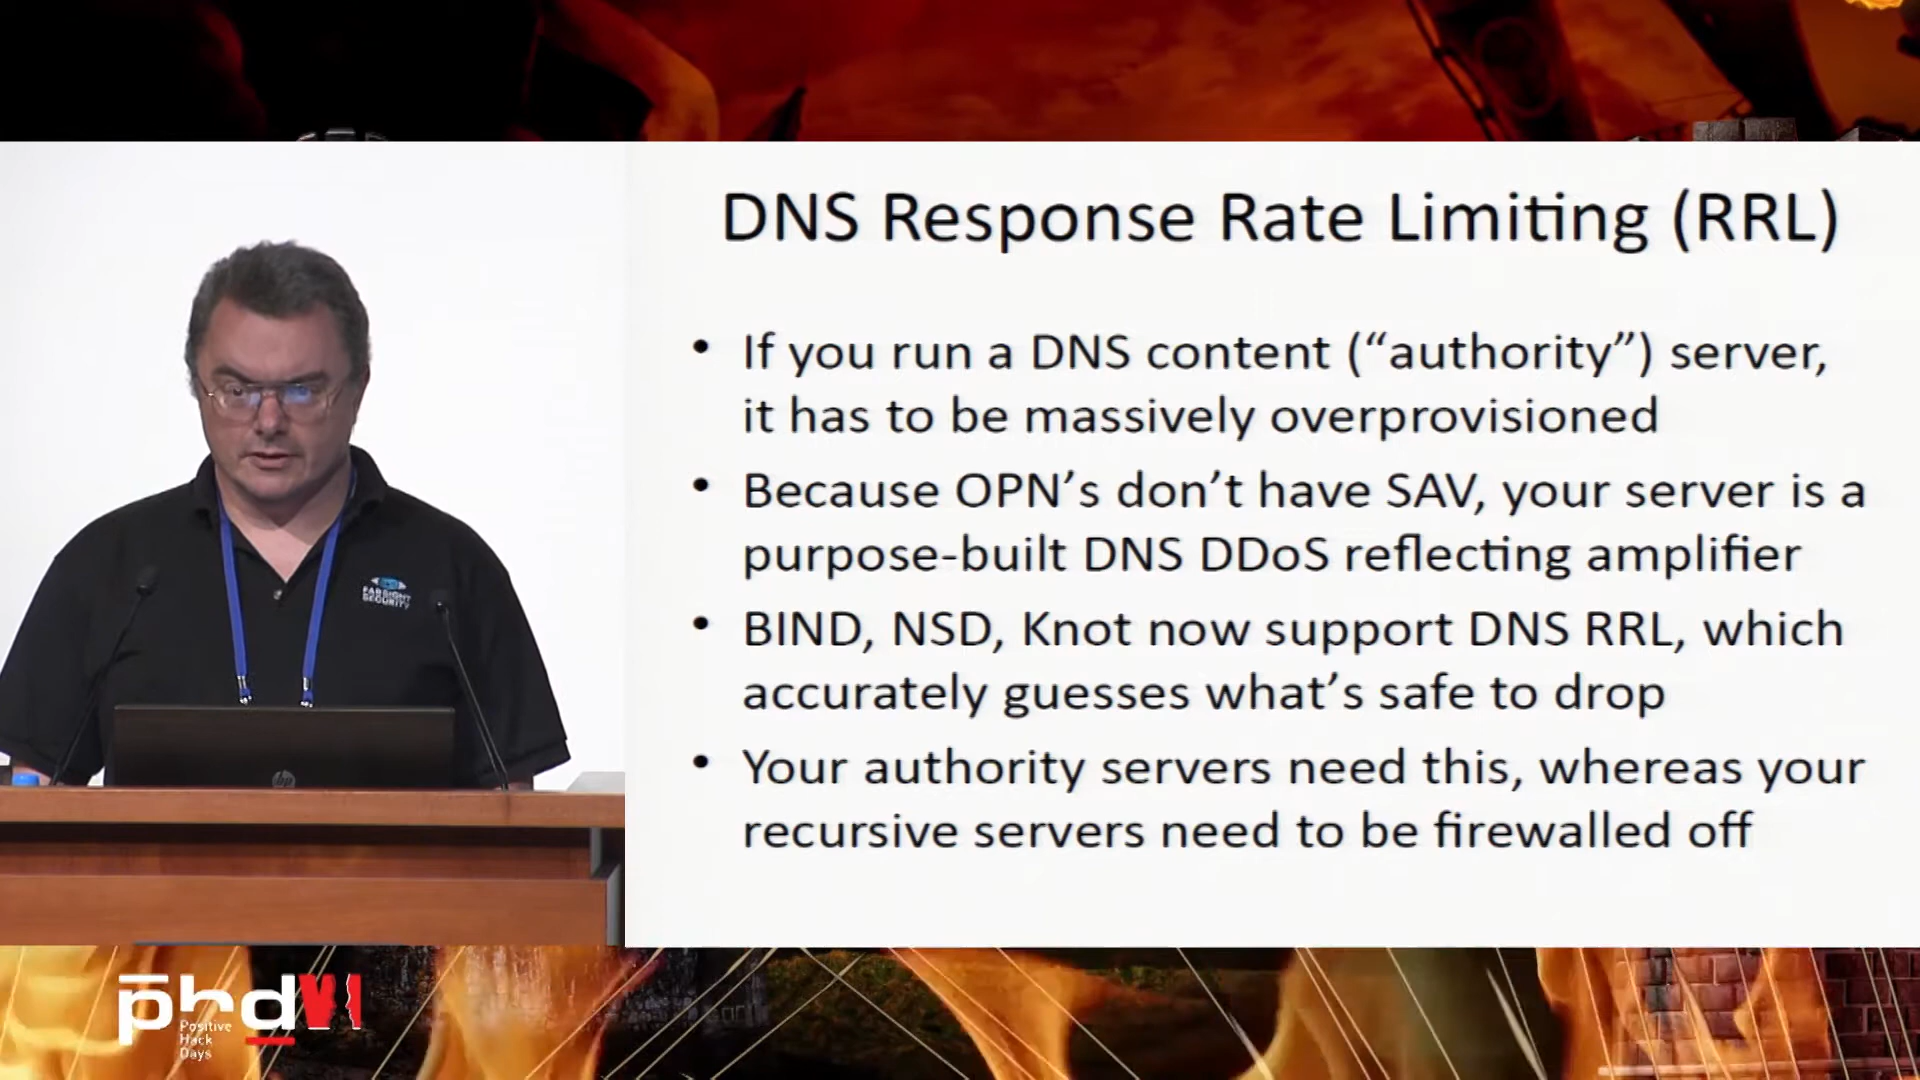 DNS Response Rate Limiting (RRL)
• If you run a DNS content (“authority”) server,
it has to be massively overprovisioned
• Because OPN’s don’t have SAV, your server is a
purpose-built DNS DDoS reflecting amplifier
• BIND, NSD, Knot now support DNS RRL, which
accurately guesses what’s safe to drop
• Your authority servers need this, whereas your
recursive servers need to be firewalled off
FARSIGHT
SECURITY
hp
phdVI
Positive
Hack
Days